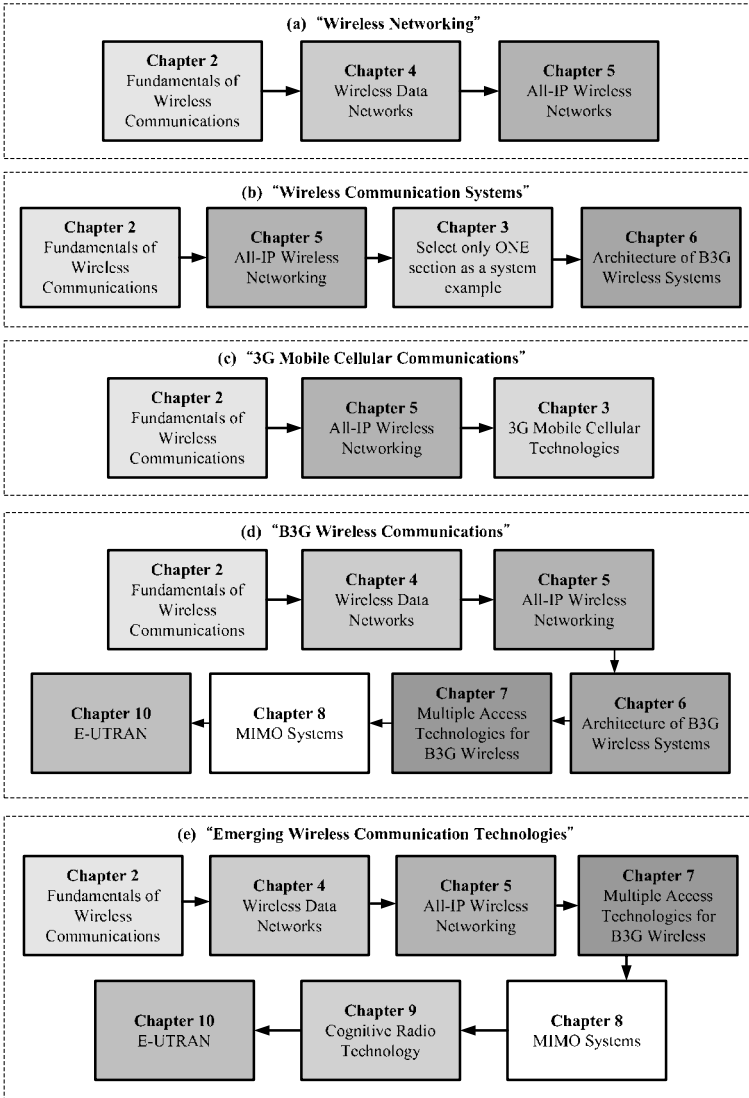 (a) “Wireless Networking”
Chapter 2
Fundamentals of
Wireless
Communications
Chapter 4
Wireless Data
Networks
Chapter 5
All-IP Wireless
Networks
(b) “Wireless Communication Systems”
Chapter 2
Fundamentals of
Wireless
Communications
Chapter 5
All-IP Wireless
Networking
Chapter 3
Select only ONE
section as a system
example
Chapter 6
Architecture of B3G
Wireless Systems
(c) “3G Mobile Cellular Communications”
Chapter 2
Fundamentals of
Wireless
Communications
Chapter 5
All-IP Wireless
Networking
Chapter 3
3G Mobile Cellular
Technologies
(d) “B3G Wireless Communications”
Chapter 2
Fundamentals of
Wireless
Communications
Chapter 4
Wireless Data
Networks
Chapter 5
All-IP Wireless
Networking
Chapter 10
E-UTRAN
Chapter 8
MIMO Systems
Chapter 7
Multiple Access
Technologies for
B3G Wireless
Chapter 6
Architecture of B3G
Wireless Systems
(e) “Emerging Wireless Communication Technologies”
Chapter 2
Fundamentals of
Wireless
Communications
Chapter 4
Wireless Data
Networks
Chapter 5
All-IP Wireless
Networking
Chapter 7
Multiple Access
Technologies for
B3G Wireless
Chapter 10
E-UTRAN
Chapter 9
Cognitive Radio
Technology
Chapter 8
MIMO Systems